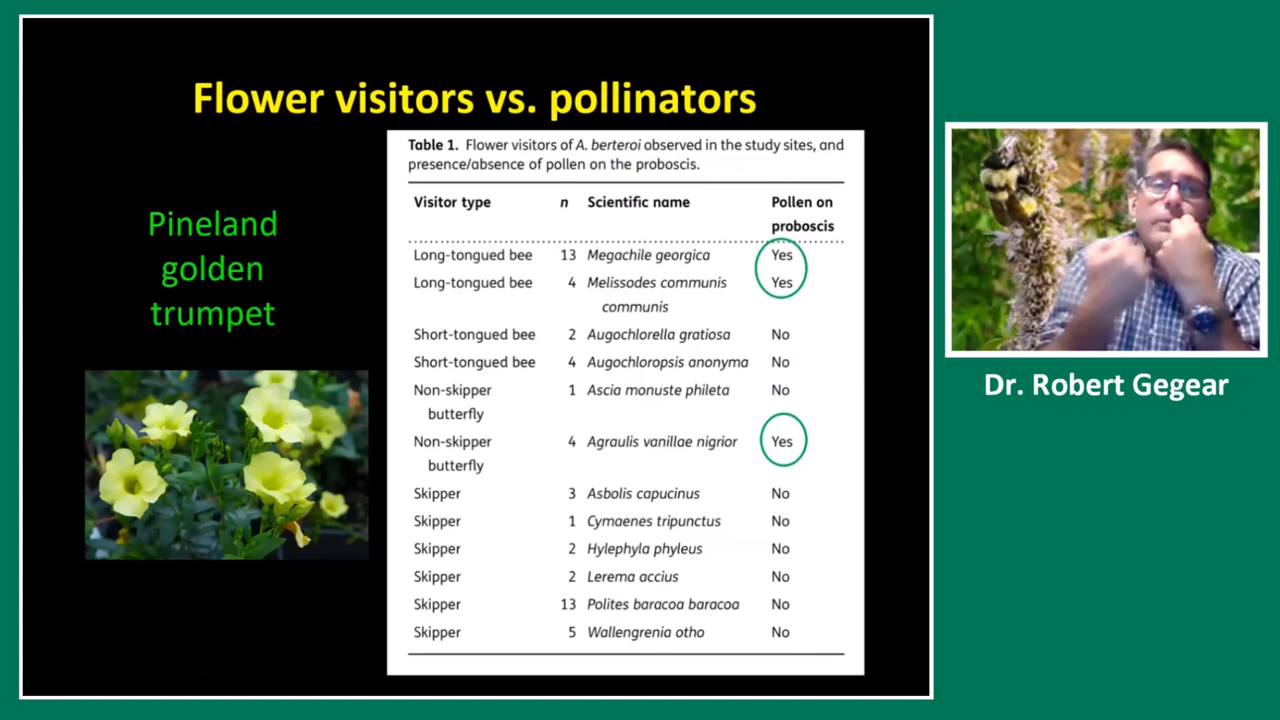 Flower visitors vs. pollinators
Pineland
golden
trumpet
Table 1. Flower visitors of A. berteroi observed in the study sites, and
presence/absence of pollen on the proboscis.
Visitor type n Scientific name Pollen on
proboscis
Long-tongued bee 13 Megachile georgica Yes
Long-tongued bee 4 Melissodes communis Yes
communis
Short-tongued bee 2 Augochlorella gratiosa No
Short-tongued bee 4 Augochloropsis anonyma No
Non-skipper 1 Ascia monuste phileta No
butterfly
Non-skipper 4 Agraulis vanillae nigrior Yes
butterfly
Skipper 3 Asbolis capucinus No
Skipper 1 Cymaenes tripunctus No
Skipper 2 Hylephyla phyleus No
Skipper 2 Lerema accius No
Skipper 13 Polites baracoa baracoa No
Skipper 5 Wallengrenia otho No
Dr. Robert Gegear